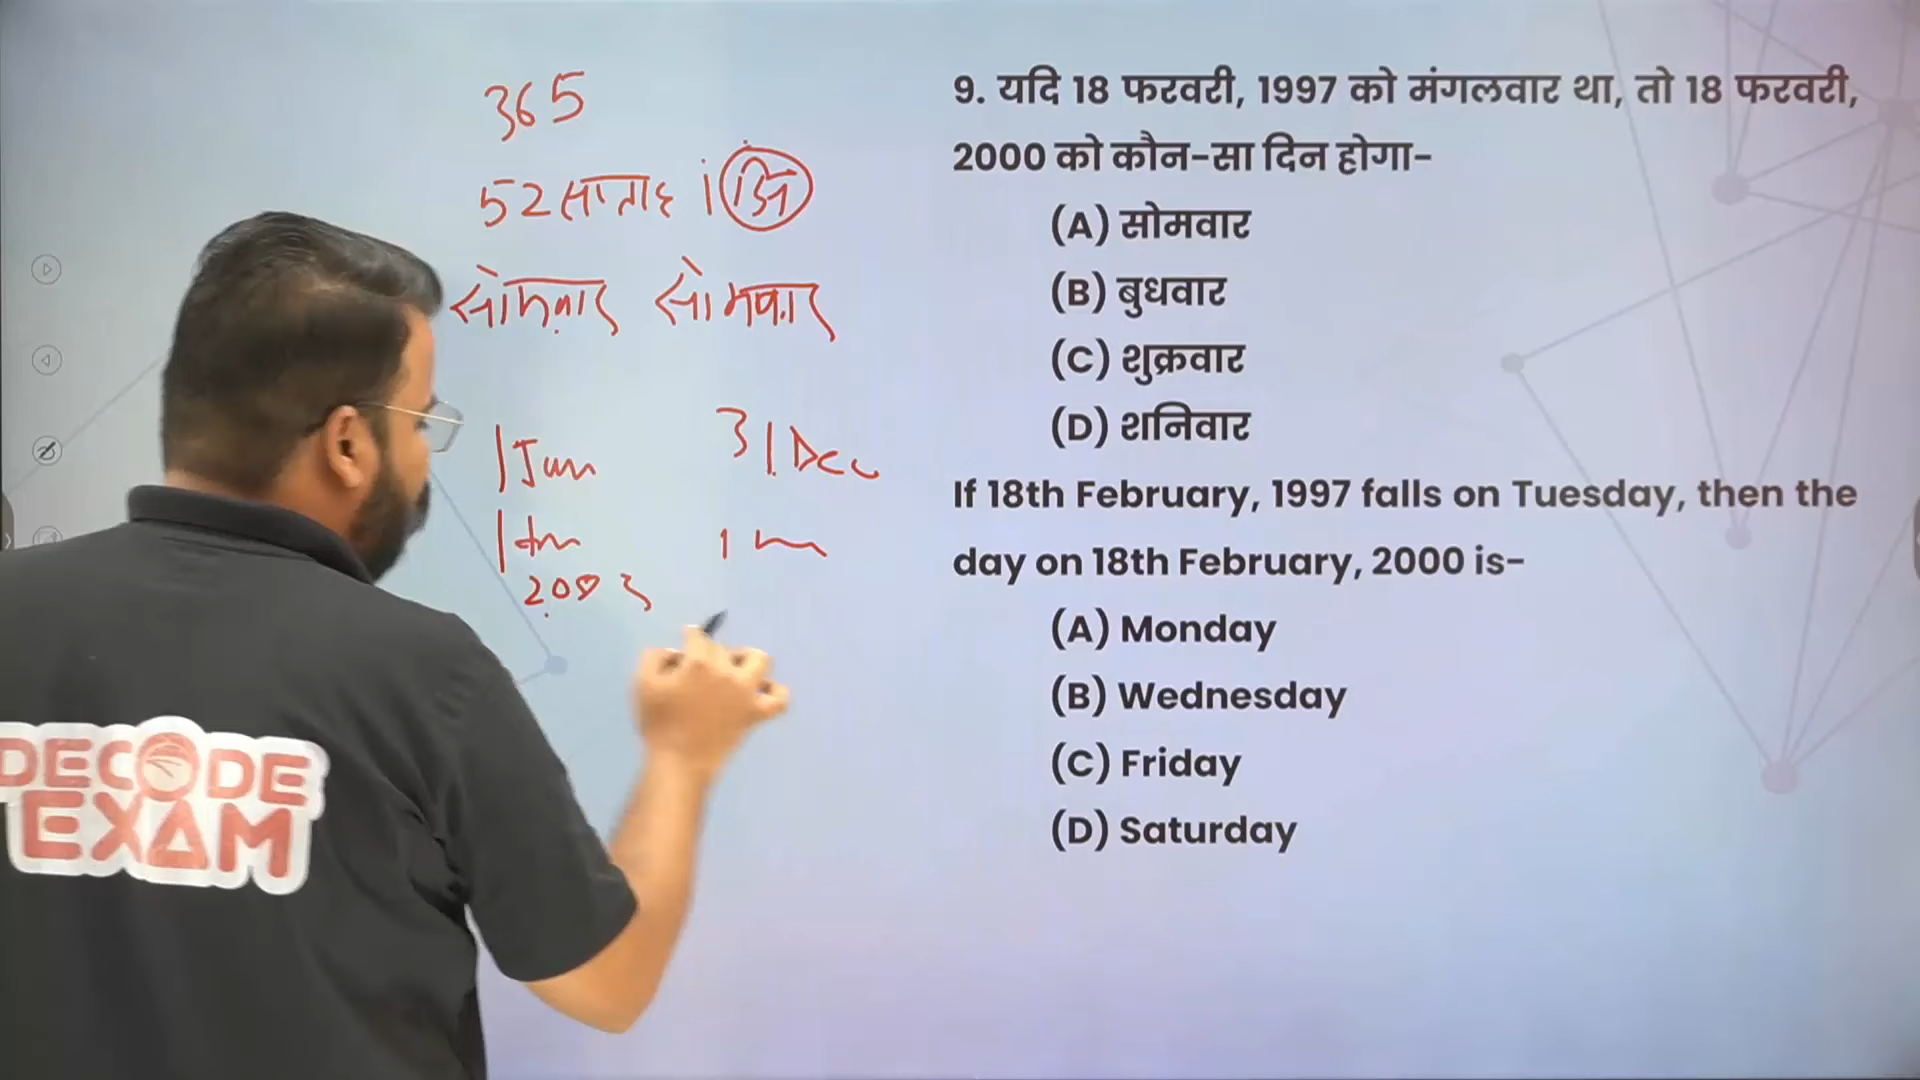 365
52 सप्ताह 1 दिन
सोमवार सोमवार
1 Jan 31 Dec
1 Jan 1
2003
9. यदि 18 फरवरी, 1997 को मंगलवार था, तो 18 फरवरी,
2000 को कौन-सा दिन होगा-
(A) सोमवार
(B) बुधवार
(C) शुक्रवार
(D) शनिवार
If 18th February, 1997 falls on Tuesday, then the
day on 18th February, 2000 is-
(A) Monday
(B) Wednesday
(C) Friday
(D) Saturday
DECODE
EXAM